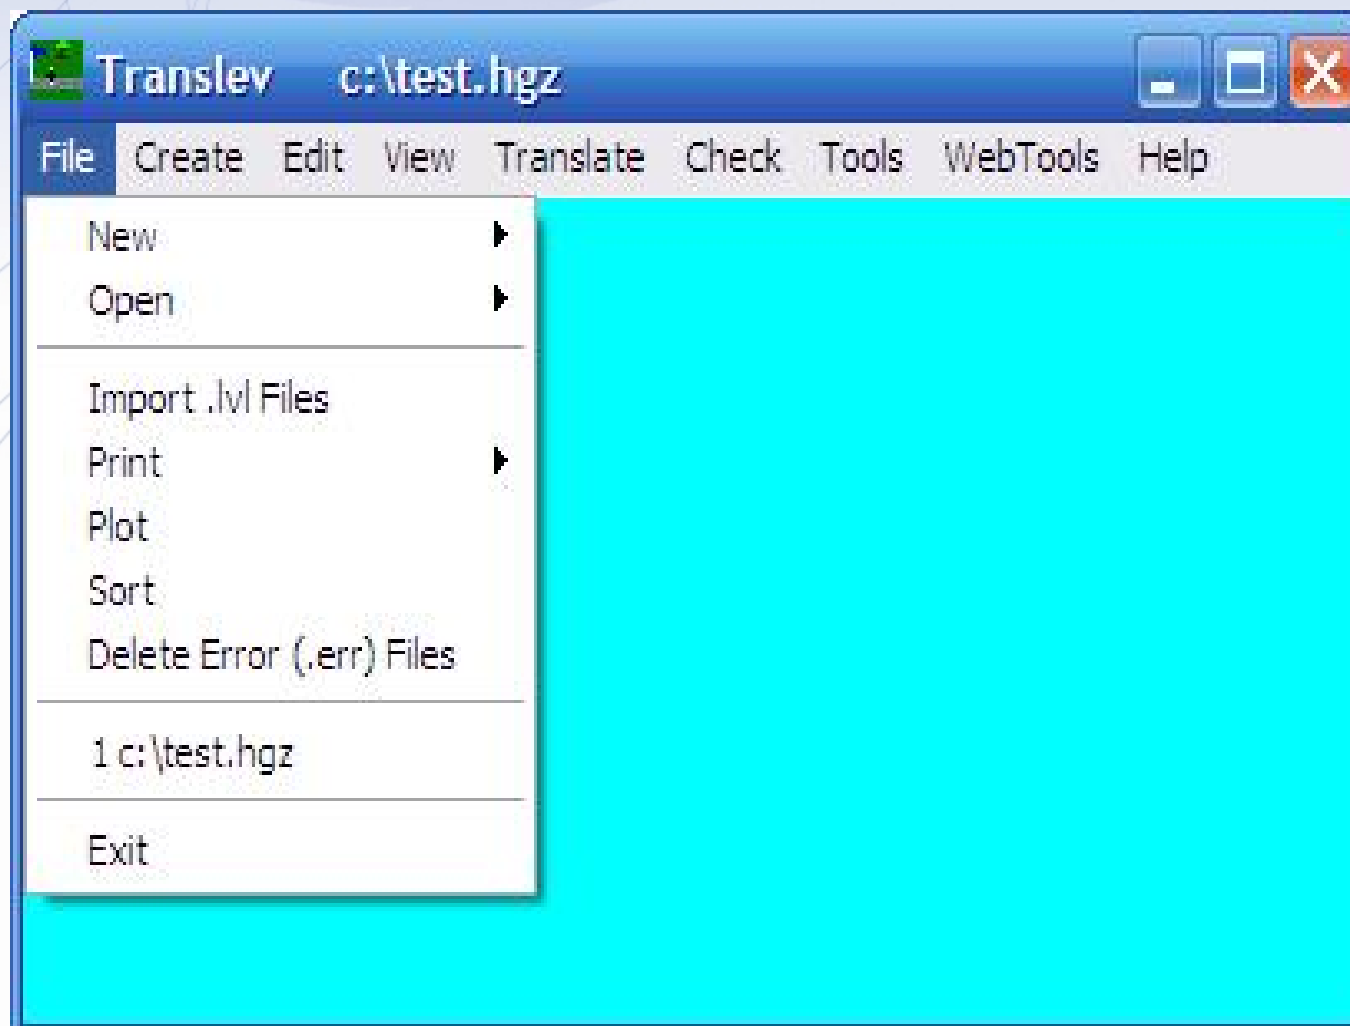 Translev c:\test.hgz
File Create Edit View Translate Check Tools WebTools Help
New
Open
Import .lvl Files
Print
Plot
Sort
Delete Error (.err) Files
1 c:\test.hgz
Exit